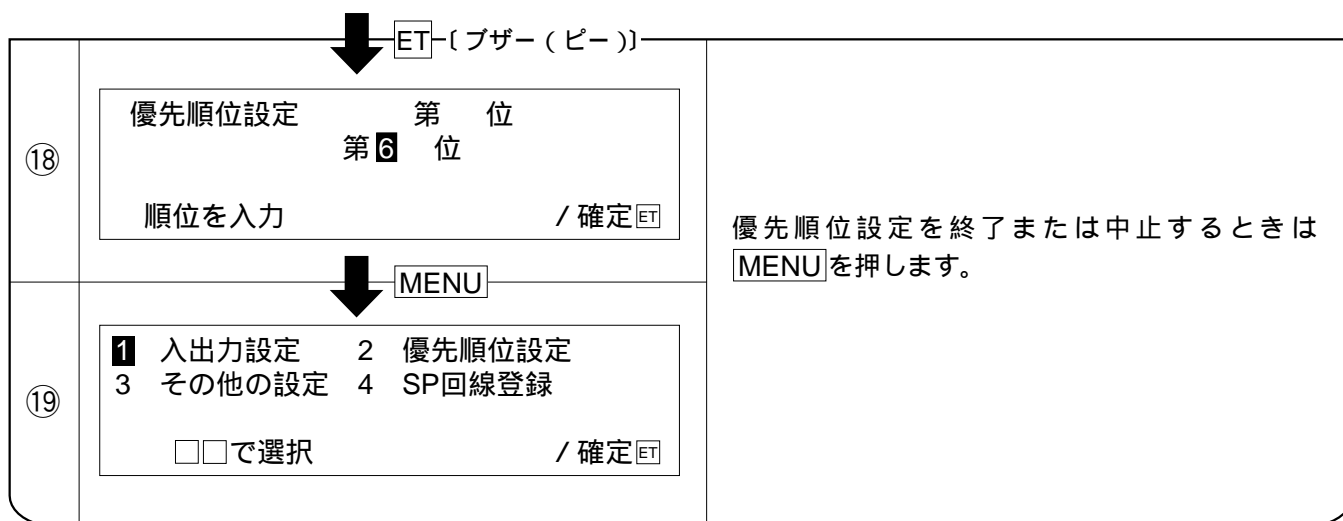 ET〔ブザー（ピー）〕
⑱
優先順位設定 第 位
第6 位
順位を入力 /確定ET
優先順位設定を終了または中止するときは
MENUを押します。
MENU
⑲
1 入出力設定 2 優先順位設定
3 その他の設定 4 SP回線登録
□□で選択 /確定ET